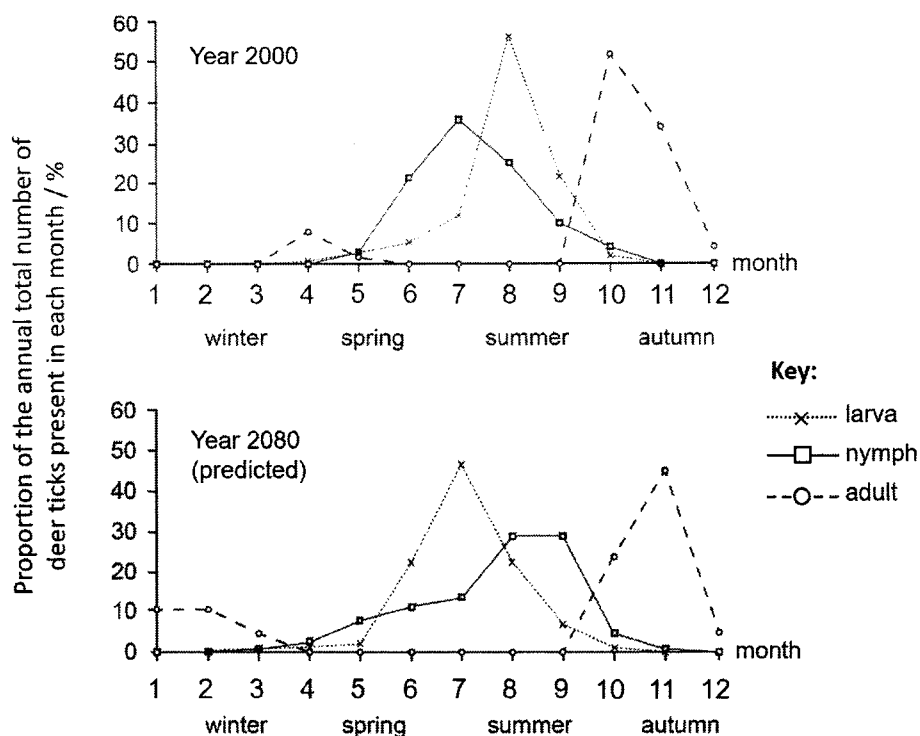 Proportion of the annual total number of
deer ticks present in each month / %
60
50
40
30
20
10
0
Year 2000
month
1 2 3 4 5 6 7 8 9 10 11 12
winter spring summer autumn
Key:
larva
nymph
adult
60
50
40
30
20
10
0
Year 2080
(predicted)
month
1 2 3 4 5 6 7 8 9 10 11 12
winter spring summer autumn